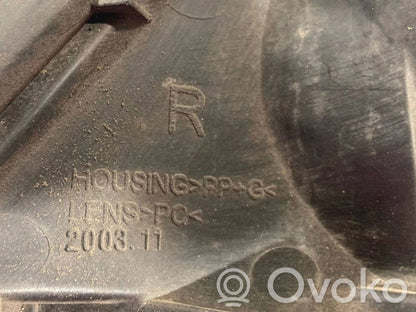 R
HOUSING>PP+G<
LENS>PC<
2003.11
Ovoko